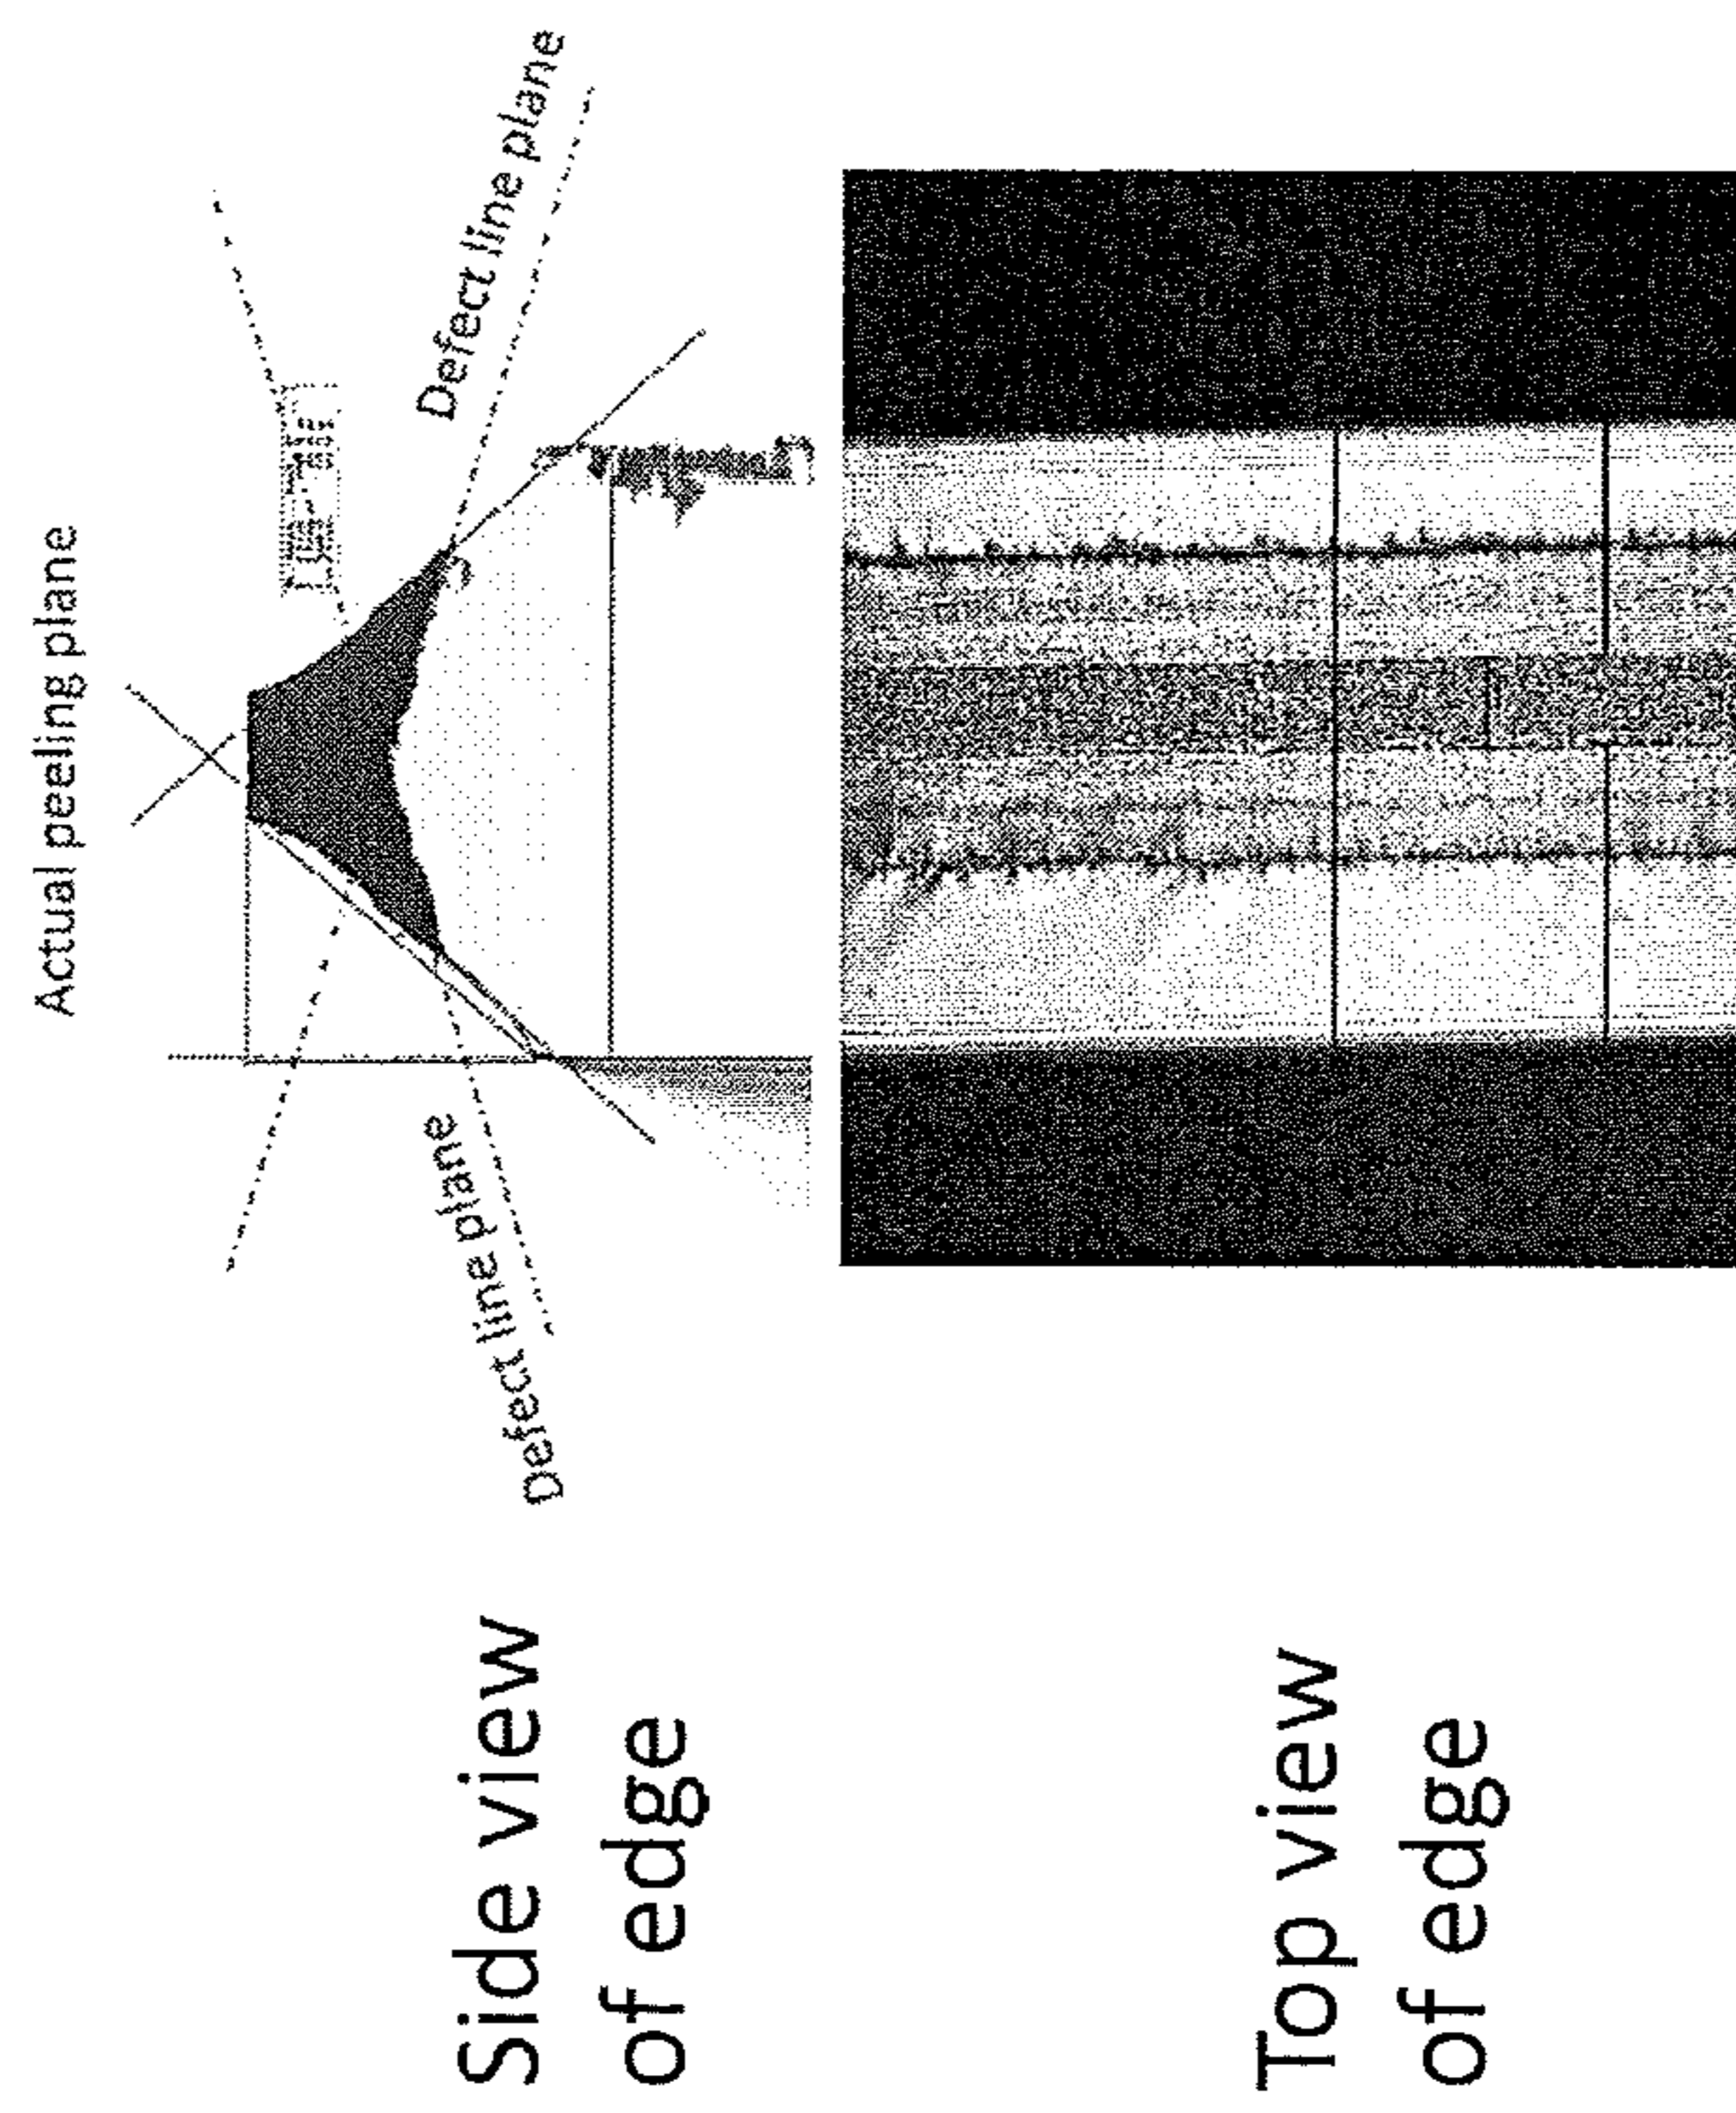 Actual peeling plane
Defect line plane
Defect line plane
Side view
of edge
Top view
of edge